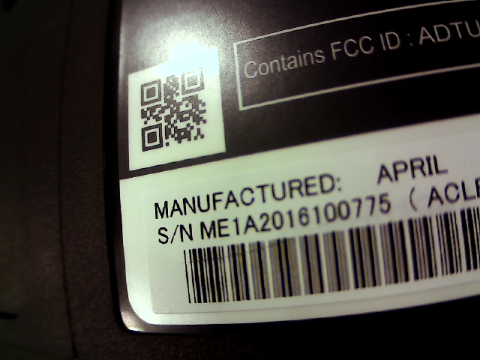 Contains FCC ID : ADTU
MANUFACTURED: APRIL
S/N ME1A2016100775 ( ACLE